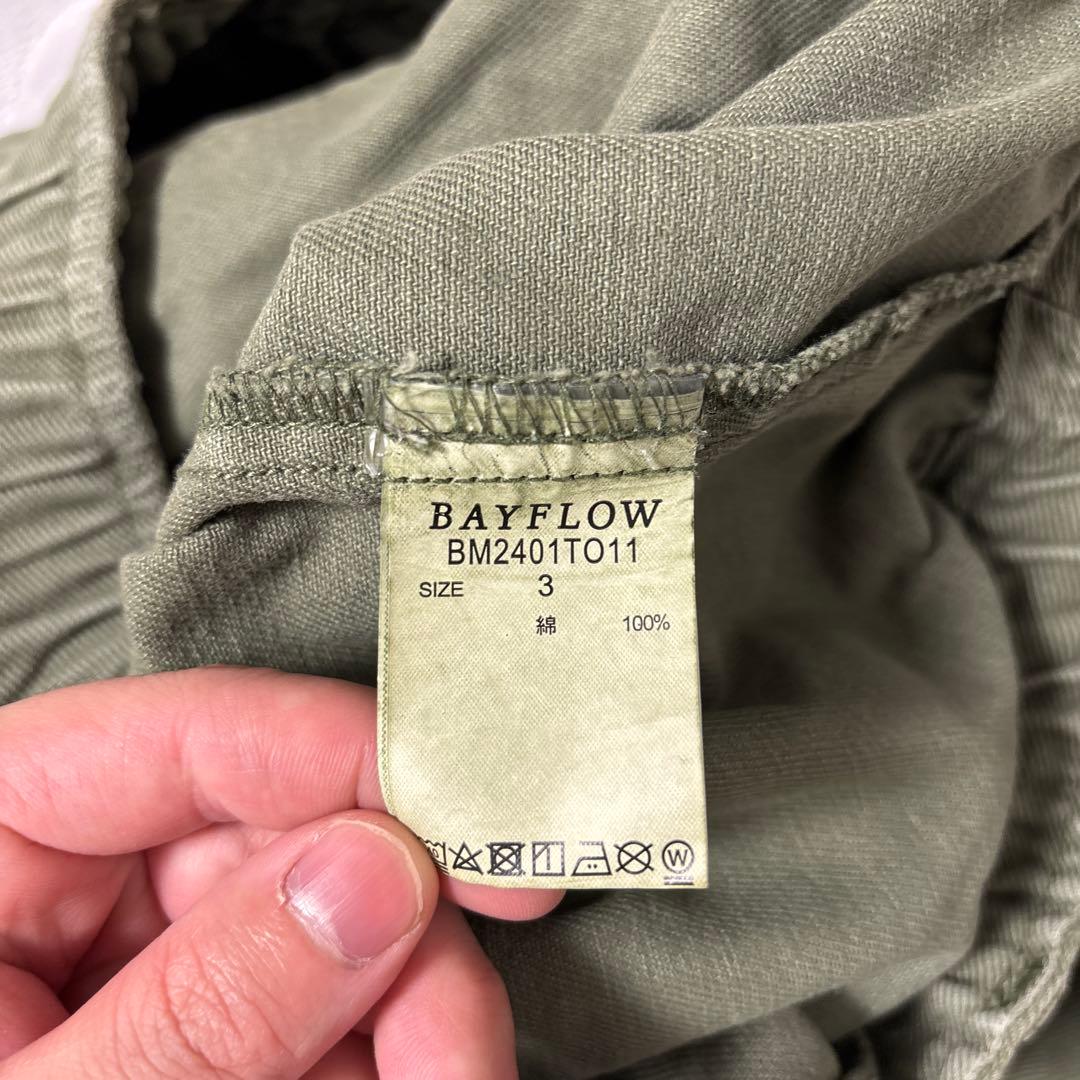 BAYFLOW
BM2401TO11
SIZE 3
綿 100%
W